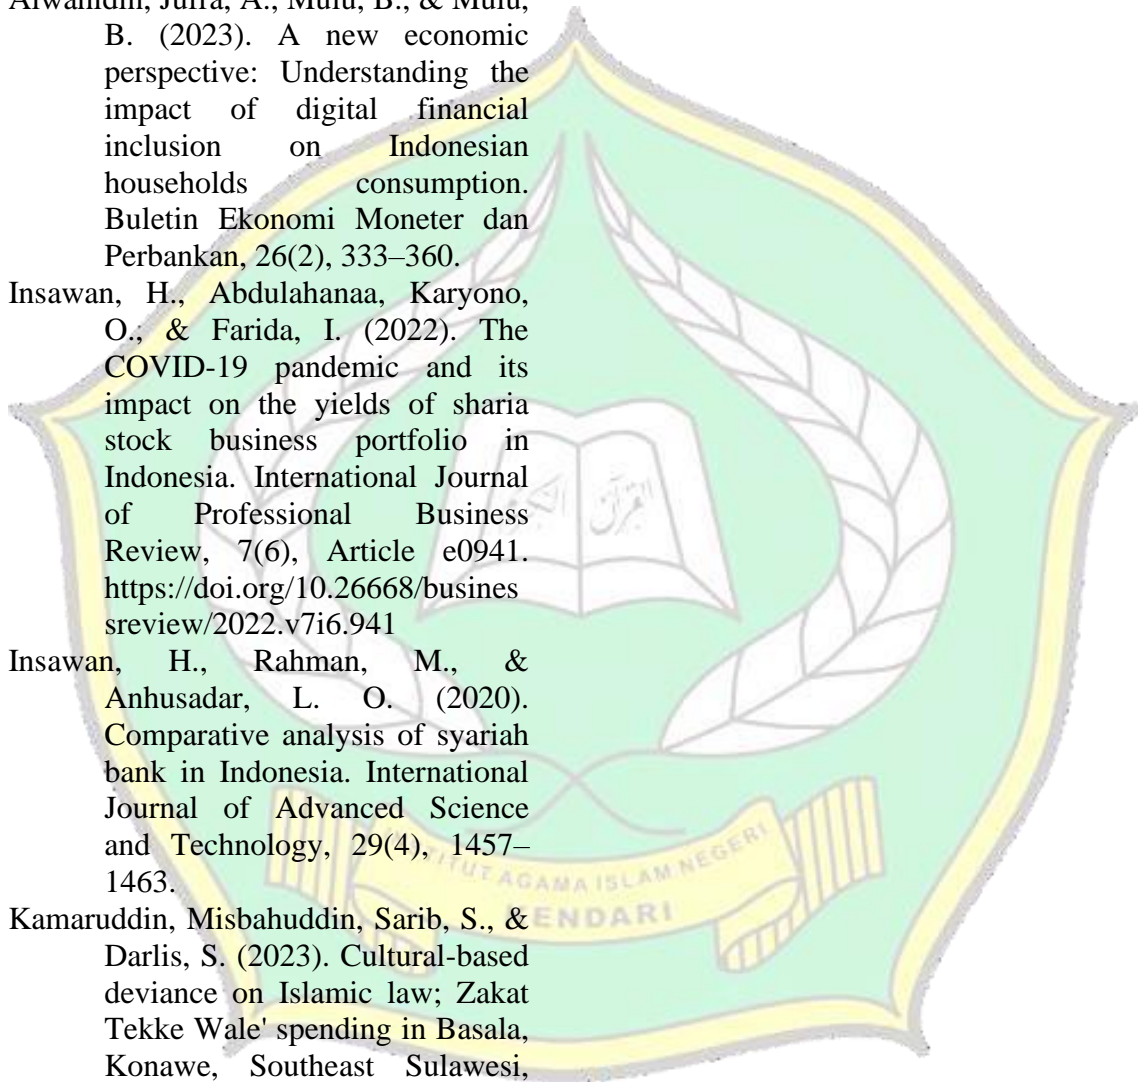 B. (2023). A new economic
perspective: Understanding the
impact of digital financial
inclusion on Indonesian
households consumption.
Buletin Ekonomi Moneter dan
Perbankan, 26(2), 333–360.
Insawan, H., Abdulahanaa, Karyono,
O., & Farida, I. (2022). The
COVID-19 pandemic and its
impact on the yields of sharia
stock business portfolio in
Indonesia. International Journal
of Professional Business
Review, 7(6), Article e0941.
https://doi.org/10.26668/busines
sreview/2022.v7i6.941
Insawan, H., Rahman, M., &
Anhusadar, L. O. (2020).
Comparative analysis of syariah
bank in Indonesia. International
Journal of Advanced Science
and Technology, 29(4), 1457–
1463.
Kamaruddin, Misbahuddin, Sarib, S., &
Darlis, S. (2023). Cultural-based
deviance on Islamic law; Zakat
Tekke Wale' spending in Basala,
Konawe, Southeast Sulawesi,
AGAMA ISLAM NEGERI
KENDARI